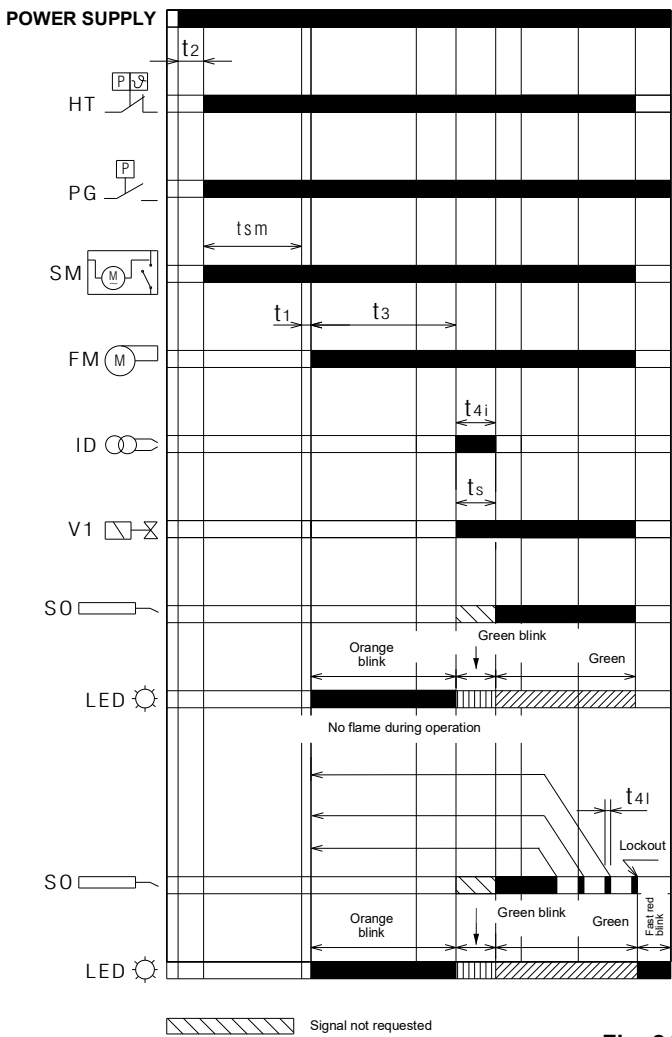 POWER SUPPLY
t2
P ϑ
HT
P
PG
tsm
SM
M
t1 t3
FM
M
t4i
ID
ts
V1
SO
Orange
blink
Green blink
Green
LED
No flame during operation
t4l
Lockout
SO
Orange
blink
Green blink
Green
Fast red
blink
LED
Signal not requested